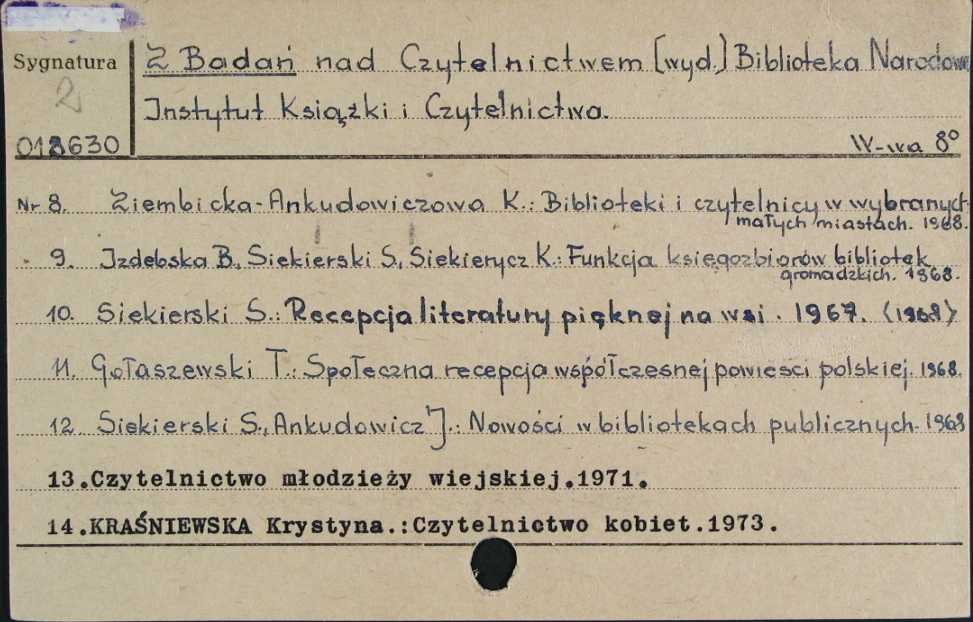 Sygnatura
2
018630
Z Badań nad Czytelnictwem [wyd.] Biblioteka Narodowa
Instytut Książki i Czytelnictwa.
W-wa 8°
Nr 8. Ziembicka-Ankudowiczowa K.: Biblioteki i czytelnicy w wybranych
małych miastach. 1968.
9. Izdebska B., Siekierski S., Siekierycz K.: Funkcja księgozbiorów bibliotek
gromadzkich. 1968.
10. Siekierski S.: Recepcja literatury pięknej na wsi. 1967. (1968)
11. Gołaszewski T.: Społeczna recepcja współczesnej powieści polskiej. 1968.
12 Siekierski S., Ankudowicz J.: Nowości w bibliotekach publicznych. 1968
13.Czytelnictwo młodzieży wiejskiej.1971.
14.KRAŚNIEWSKA Krystyna.:Czytelnictwo kobiet.1973.